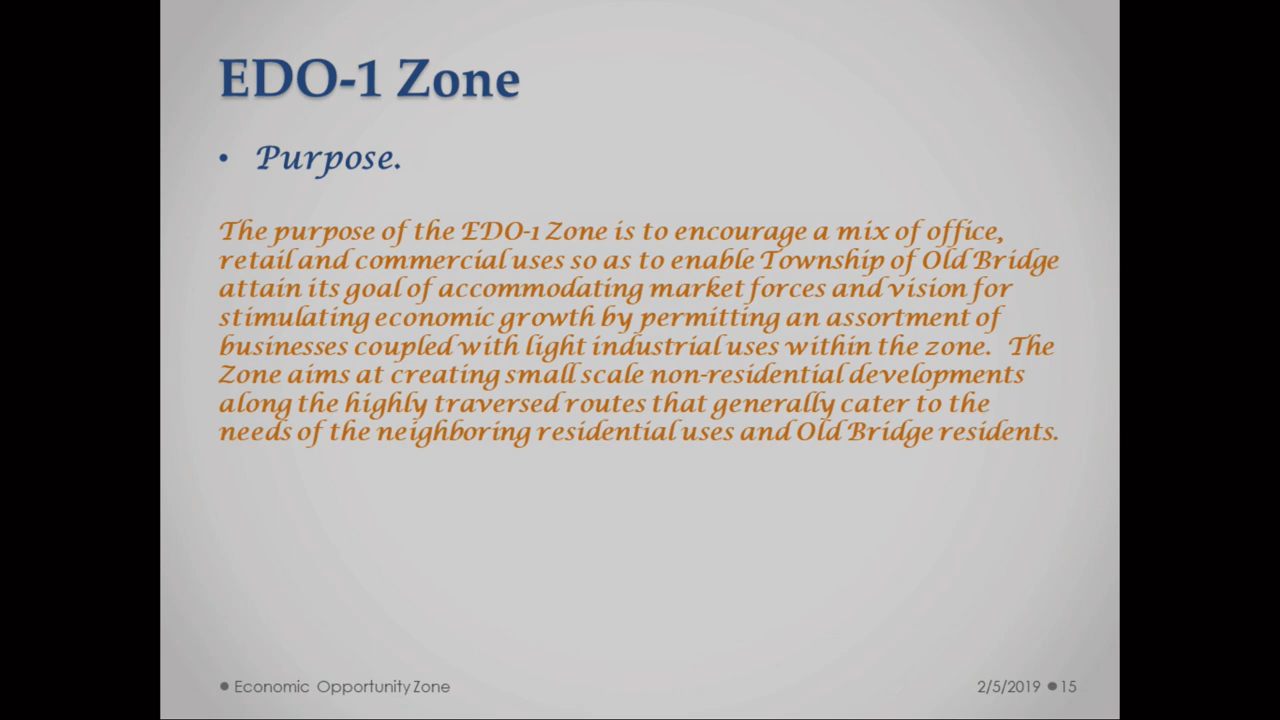 EDO-1 Zone
• Purpose.
The purpose of the EDO-1 Zone is to encourage a mix of office,
retail and commercial uses so as to enable Township of Old Bridge
attain its goal of accommodating market forces and vision for
stimulating economic growth by permitting an assortment of
businesses coupled with light industrial uses within the zone. The
Zone aims at creating small scale non-residential developments
along the highly traversed routes that generally cater to the
needs of the neighboring residential uses and Old Bridge residents.
• Economic Opportunity Zone 2/5/2019 • 15